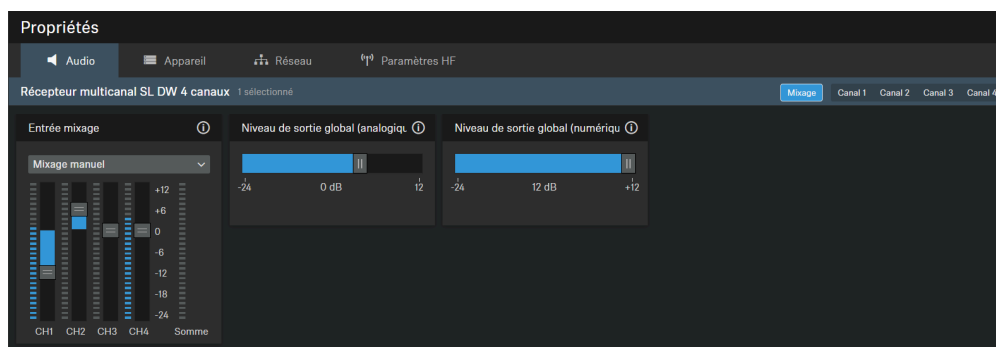 Propriétés
Audio Appareil Réseau Paramètres HF
Récepteur multicanal SL DW 4 canaux 1 sélectionné Mixage Canal 1 Canal 2 Canal 3 Canal 4
Entrée mixage Niveau de sortie global (analogiqu Niveau de sortie global (numériqu
Mixage manuel
-24 0 dB 12 -24 12 dB +12
+12
+6
0
-6
-12
-18
-24
CH1 CH2 CH3 CH4 Somme